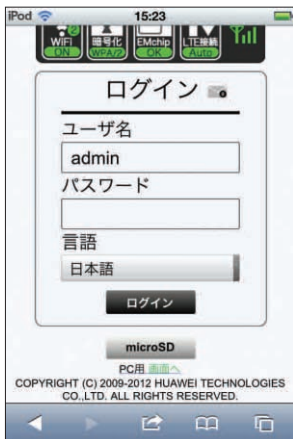 iPod 15:23
WiFi 暗号化 EMchip LTE接続
ON WPA/2 OK Auto
ログイン
ユーザ名
admin
パスワード
言語
日本語
ログイン
microSD
PC用 画面へ
COPYRIGHT (C) 2009-2012 HUAWEI TECHNOLOGIES
CO.,LTD. ALL RIGHTS RESERVED.